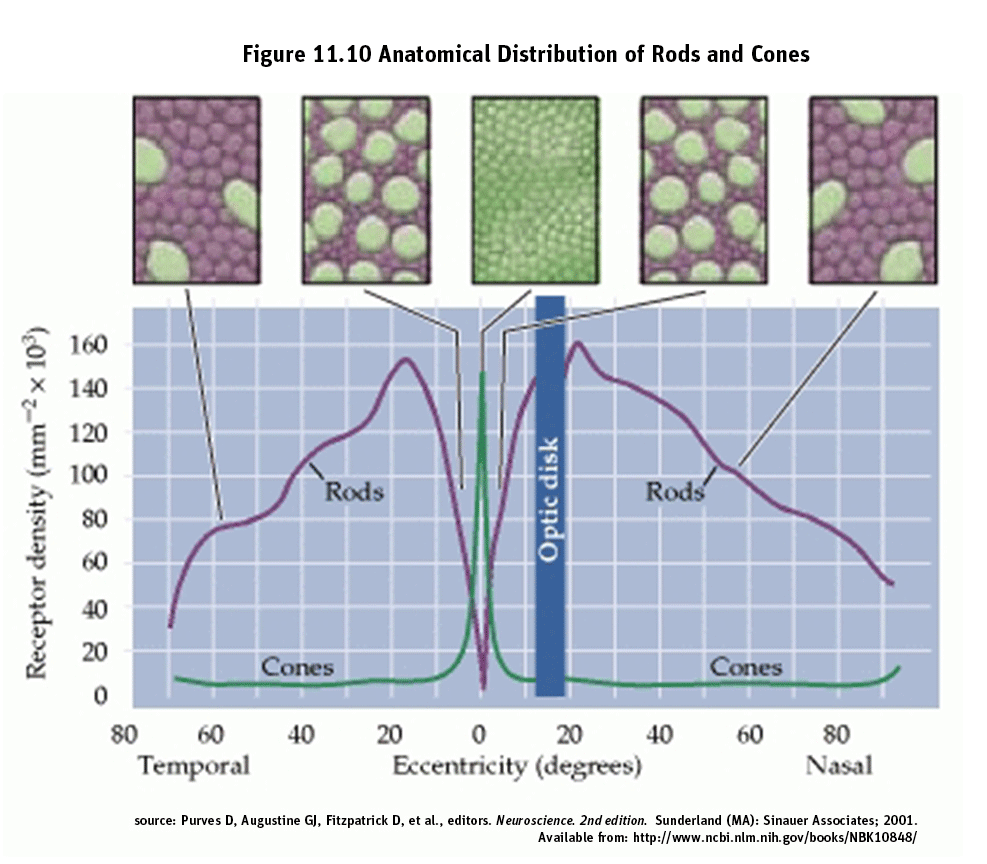 Figure 11.10 Anatomical Distribution of Rods and Cones
Receptor density (mm⁻² × 10³)
160
140
120
100
80
60
40
20
0
Rods
Rods
Optic disk
Cones
Cones
80 60 40 20 0 20 40 60 80
Temporal Eccentricity (degrees) Nasal
source: Purves D, Augustine GJ, Fitzpatrick D, et al., editors. Neuroscience. 2nd edition. Sunderland (MA): Sinauer Associates; 2001.
Available from: http://www.ncbi.nlm.nih.gov/books/NBK10848/